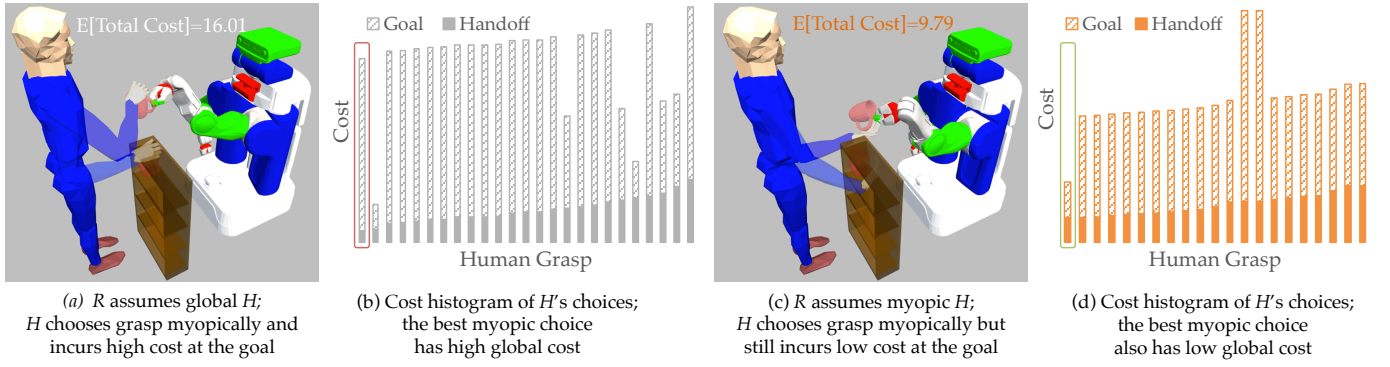 E[Total Cost]=16.01
Goal Handoff
Cost
Human Grasp
E[Total Cost]=9.79
Goal Handoff
Cost
Human Grasp
(a) R assumes global H;
H chooses grasp myopically and
incurs high cost at the goal
(b) Cost histogram of H's choices;
the best myopic choice
has high global cost
(c) R assumes myopic H;
H chooses grasp myopically but
still incurs low cost at the goal
(d) Cost histogram of H's choices;
the best myopic choice
also has low global cost